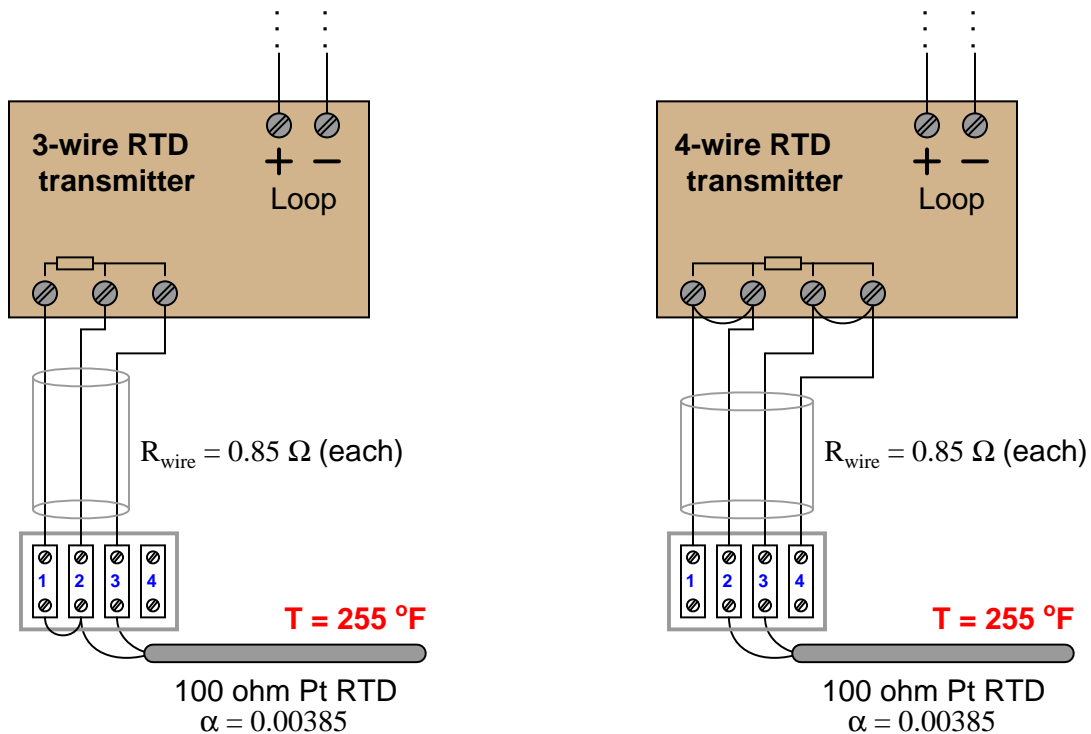 3-wire RTD
transmitter
+ −
Loop
R_wire = 0.85 Ω (each)
1 2 3 4
T = 255 °F
100 ohm Pt RTD
α = 0.00385
4-wire RTD
transmitter
+ −
Loop
R_wire = 0.85 Ω (each)
1 2 3 4
T = 255 °F
100 ohm Pt RTD
α = 0.00385